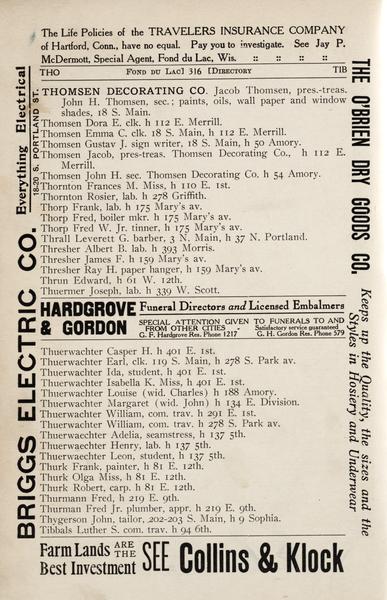 The Life Policies of the TRAVELERS INSURANCE COMPANY
of Hartford, Conn., have no equal. Pay you to investigate. See Jay P.
McDermott, Special Agent, Fond du Lac, Wis. :: :: :: ::
THO FOND DU LAC] 316 [DIRECTORY TIB
THOMSEN DECORATING CO. Jacob Thomsen, pres.-treas.
John H. Thomsen, sec.; paints, oils, wall paper and window
shades, 18 S. Main.
Thomsen Dora E. clk. h 112 E. Merrill.
Thomsen Emma C. clk. 18 S. Main, h 112 E. Merrill.
Thomsen Gustav J. sign writer, 18 S. Main, h 50 Amory.
Thomsen Jacob, pres-treas. Thomsen Decorating Co., h 112 E.
Merrill.
Thomsen John H. sec. Thomsen Decorating Co. h 54 Amory.
Thornton Frances M. Miss, h 110 E. 1st.
Thornton Rosier, lab. h 278 Griffith.
Thorp Frank, lab. h 175 Mary's av.
Thorp Fred, boiler mkr. h 175 Mary's av.
Thorp Fred W. Jr. tinner, h 175 Mary's av.
Thrall Leverett G. barber, 3 N. Main, h 37 N. Portland.
Thresher Albert B. lab. h 393 Morris.
Thresher James F. h 159 Mary's av.
Thresher Ray H. paper hanger, h 159 Mary's av.
Thrun Edward, h 61 W. 12th.
Thuermer Joseph, lab. h 339 W. Scott.
HARDGROVE & GORDON
Funeral Directors and Licensed Embalmers
SPECIAL ATTENTION GIVEN TO FUNERALS TO AND
FROM OTHER CITIES - Satisfactory service guaranteed
G. F. Hardgrove Res. Phone 1217 G. H. Gordon Res. Phone 579
Thuerwachter Casper H. h 401 E. 1st.
Thuerwachter Earl, clk. 119 S. Main, h 278 S. Park av.
Thuerwachter Ida, student, h 401 E. 1st.
Thuerwachter Isabella K. Miss, h 401 E. 1st.
Thuerwachter Louise (wid. Charles) h 188 Amory.
Thuerwachter Margaret (wid. John) h 134 E. Division.
Thuerwachter William, com. trav. h 291 E. 1st.
Thuerwachter William, com. trav. h 278 S. Park av.
Thuerwaechter Adelia, seamstress, h 137 5th.
Thuerwaechter Henry, lab. h 137 5th.
Thuerwaechter Leon, student, h 137 5th.
Thurk Frank, painter, h 81 E. 12th.
Thurk Olga Miss, h 81 E. 12th.
Thurk Robert, carp. h 81 E. 12th.
Thurmann Fred, h 219 E. 9th.
Thurman Fred Jr. plumber, appr. h 219 E. 9th.
Thygerson John, tailor, 202-203 S. Main, h 9 Sophia.
Tibbals Luther S. com. trav. h 94 6th.
Farm Lands ARE THE
Best Investment
SEE Collins & Klock
BRIGGS ELECTRIC CO. Everything Electrical
18-20 S. PORTLAND ST.
THE O'BRIEN DRY GOODS CO. Keeps up the Quality, the sizes and the
Styles in Hosiery and Underwear